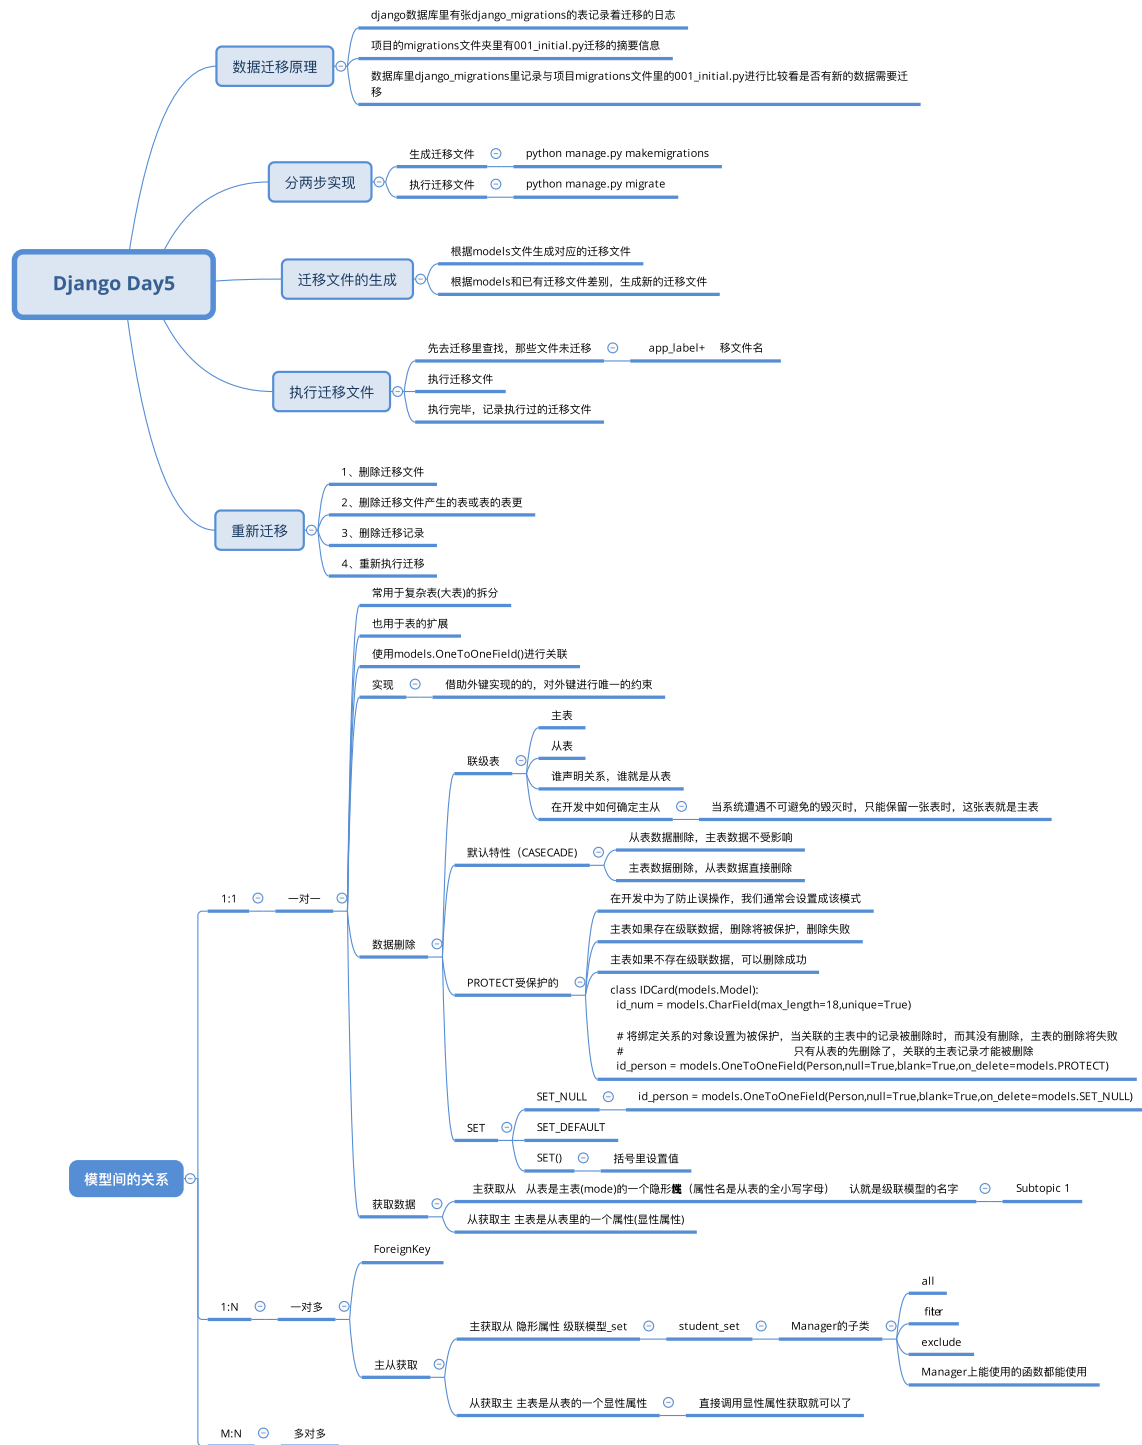 Django Day5
数据迁移原理
django数据库里有张django_migrations的表记录着迁移的日志
项目的migrations文件夹里有001_initial.py迁移的摘要信息
数据库里django_migrations里记录与项目migrations文件里的001_initial.py进行比较看是否有新的数据需要迁
移
分两步实现
生成迁移文件
python manage.py makemigrations
执行迁移文件
python manage.py migrate
迁移文件的生成
根据models文件生成对应的迁移文件
根据models和已有迁移文件差别，生成新的迁移文件
执行迁移文件
先去迁移里查找，那些文件未迁移
app_label+ 移文件名
执行迁移文件
执行完毕，记录执行过的迁移文件
重新迁移
1、删除迁移文件
2、删除迁移文件产生的表或表的表更
3、删除迁移记录
4、重新执行迁移
模型间的关系
1:1
一对一
常用于复杂表(大表)的拆分
也用于表的扩展
使用models.OneToOneField()进行关联
实现
借助外键实现的的，对外键进行唯一的约束
数据删除
联级表
主表
从表
谁声明关系，谁就是从表
在开发中如何确定主从
当系统遭遇不可避免的毁灭时，只能保留一张表时，这张表就是主表
默认特性（CASECADE)
从表数据删除，主表数据不受影响
主表数据删除，从表数据直接删除
PROTECT受保护的
在开发中为了防止误操作，我们通常会设置成该模式
主表如果存在级联数据，删除将被保护，删除失败
主表如果不存在级联数据，可以删除成功
class IDCard(models.Model):
id_num = models.CharField(max_length=18,unique=True)
# 将绑定关系的对象设置为被保护，当关联的主表中的记录被删除时，而其没有删除，主表的删除将失败
# 只有从表的先删除了，关联的主表记录才能被删除
id_person = models.OneToOneField(Person,null=True,blank=True,on_delete=models.PROTECT)
SET
SET_NULL
id_person = models.OneToOneField(Person,null=True,blank=True,on_delete=models.SET_NULL)
SET_DEFAULT
SET()
括号里设置值
获取数据
主获取从 从表是主表(mode)的一个隐形（属性名是从表的全小写字母） 认就是级联模型的名字
Subtopic 1
从获取主 主表是从表里的一个属性(显性属性)
1:N
一对多
ForeignKey
主从获取
主获取从 隐形属性 级联模型_set
student_set
Manager的子类
all
fiter
exclude
Manager上能使用的函数都能使用
从获取主 主表是从表的一个显性属性
直接调用显性属性获取就可以了
M:N
多对多